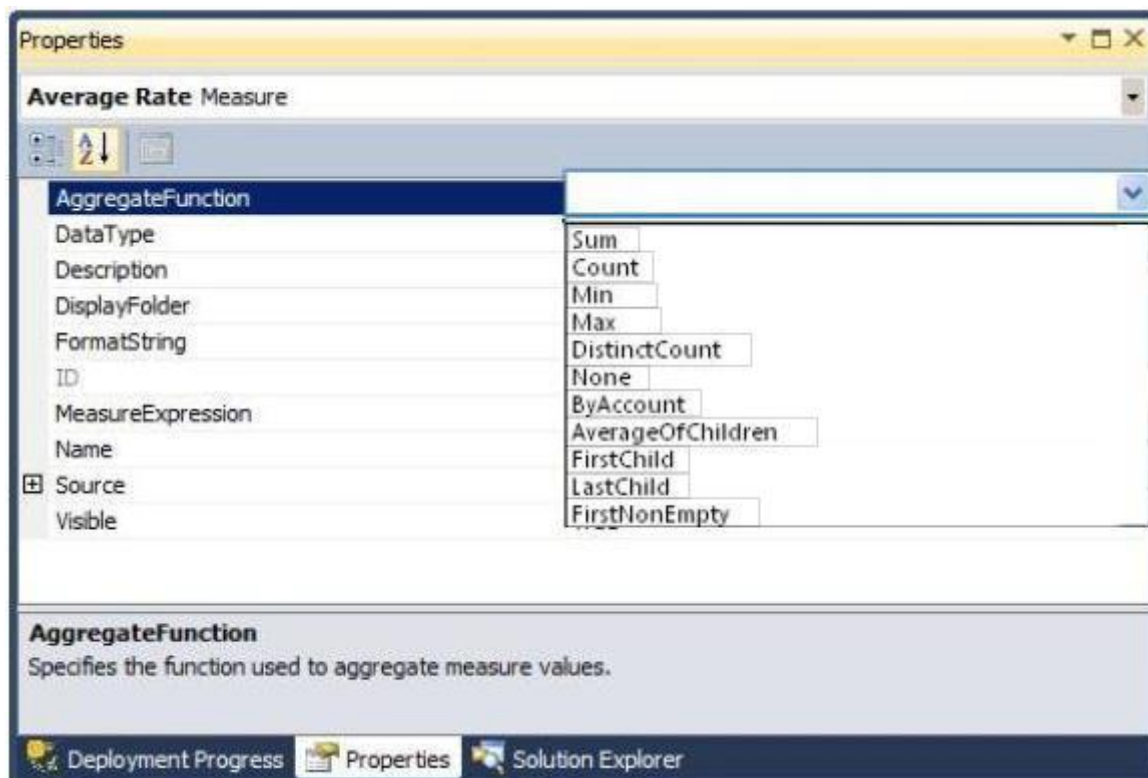 Properties
Average Rate Measure
AggregateFunction
DataType
Description
DisplayFolder
FormatString
ID
MeasureExpression
Name
Source
Visible
Sum
Count
Min
Max
DistinctCount
None
ByAccount
AverageOfChildren
FirstChild
LastChild
FirstNonEmpty
AggregateFunction
Specifies the function used to aggregate measure values.
Deployment Progress Properties Solution Explorer